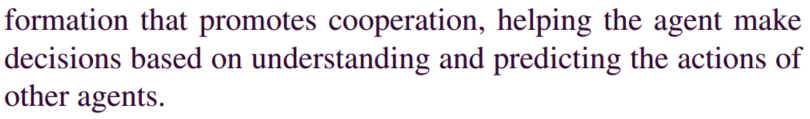 formation that promotes cooperation, helping the agent make
decisions based on understanding and predicting the actions of
other agents.